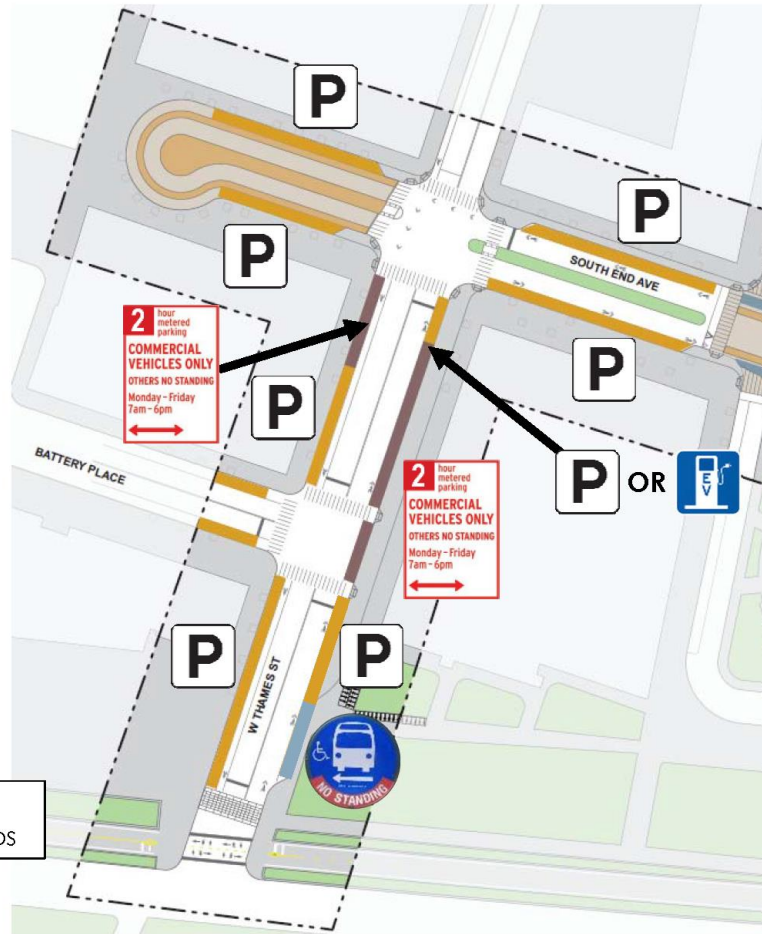 P
P
P
SOUTH END AVE
2 hour
metered
parking
COMMERCIAL
VEHICLES ONLY
OTHERS NO STANDING
Monday - Friday
7am - 6pm
P
P
BATTERY PLACE
P OR EV
2 hour
metered
parking
COMMERCIAL
VEHICLES ONLY
OTHERS NO STANDING
Monday - Friday
7am - 6pm
P
P
W THAMES ST
NO STANDING